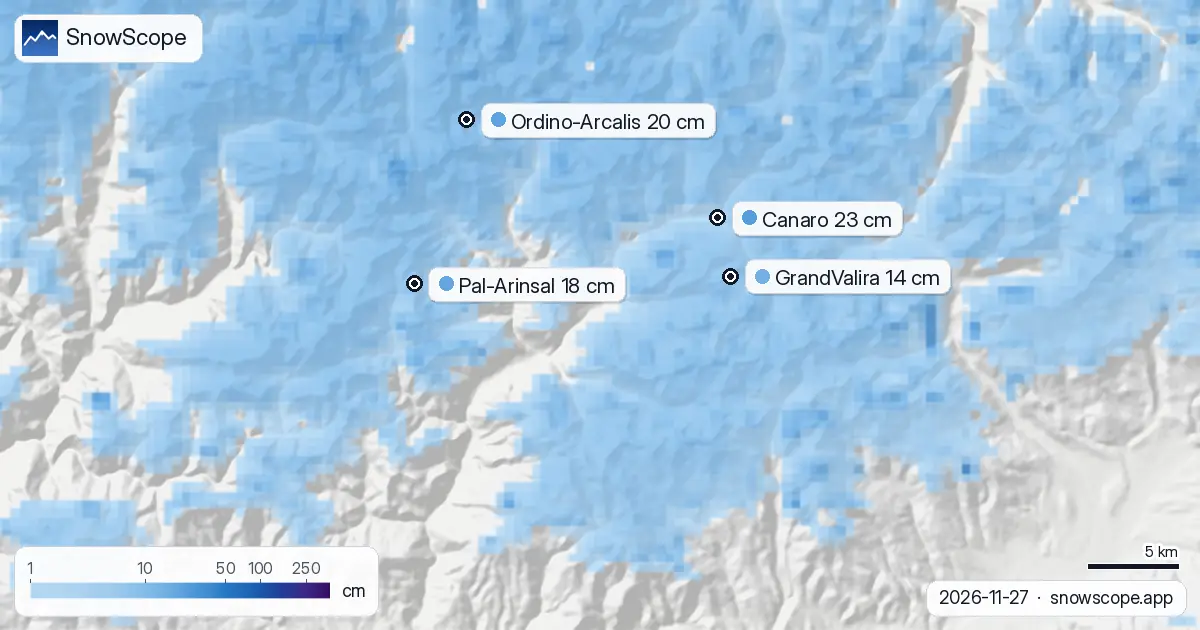 SnowScope
Ordino-Arcalis 20 cm
Canaro 23 cm
GrandValira 14 cm
Pal-Arinsal 18 cm
1 10 50 100 250 cm
5 km
2026-11-27 · snowscope.app